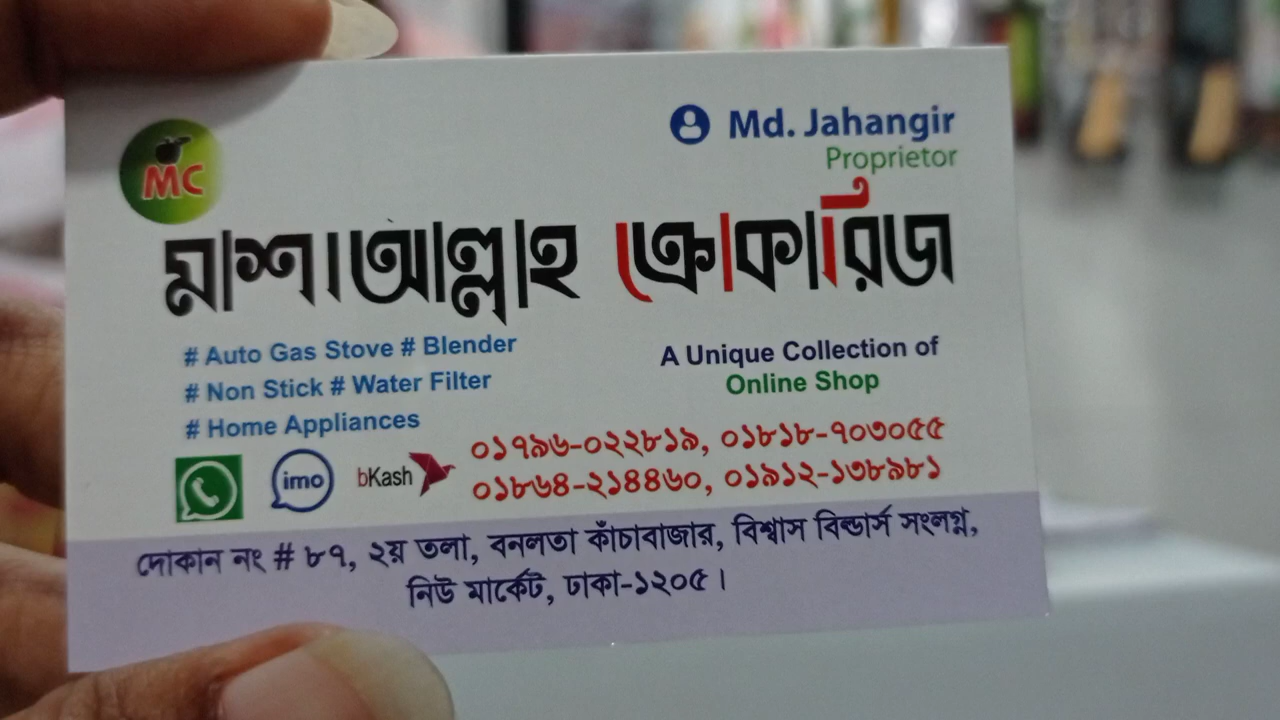 MC
Md. Jahangir
Proprietor
মাশাআল্লাহ ক্রোকারিজ
# Auto Gas Stove # Blender
# Non Stick # Water Filter
# Home Appliances
A Unique Collection of
Online Shop
imo
bKash
০১৭৯৬-০২২৮১৯, ০১৮১৮-৭০৩০৫৫
০১৮৬৪-২১৪৪৬০, ০১৯১২-১৩৮৯৮১
দোকান নং # ৮৭, ২য় তলা, বনলতা কাঁচাবাজার, বিশ্বাস বিল্ডার্স সংলগ্ন,
নিউ মার্কেট, ঢাকা-১২০৫।